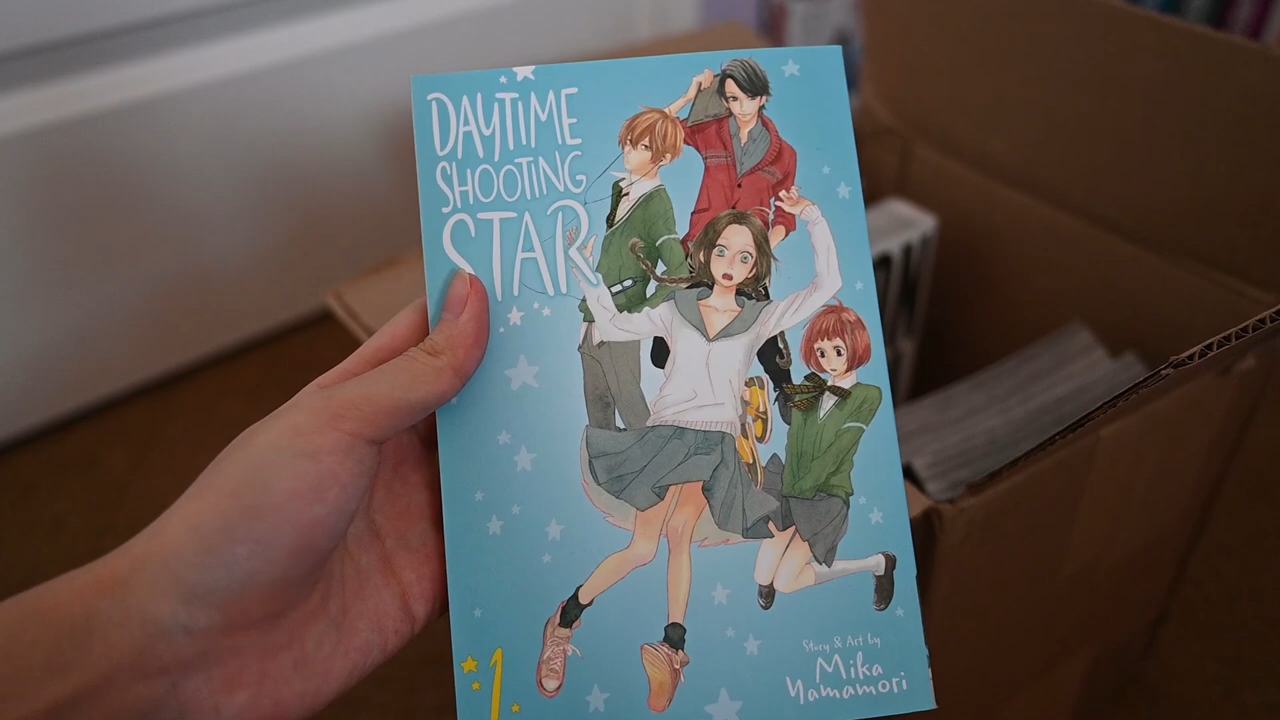 DAYTIME
SHOOTING
STAR
1
Story & Art by
Mika
Yamamori